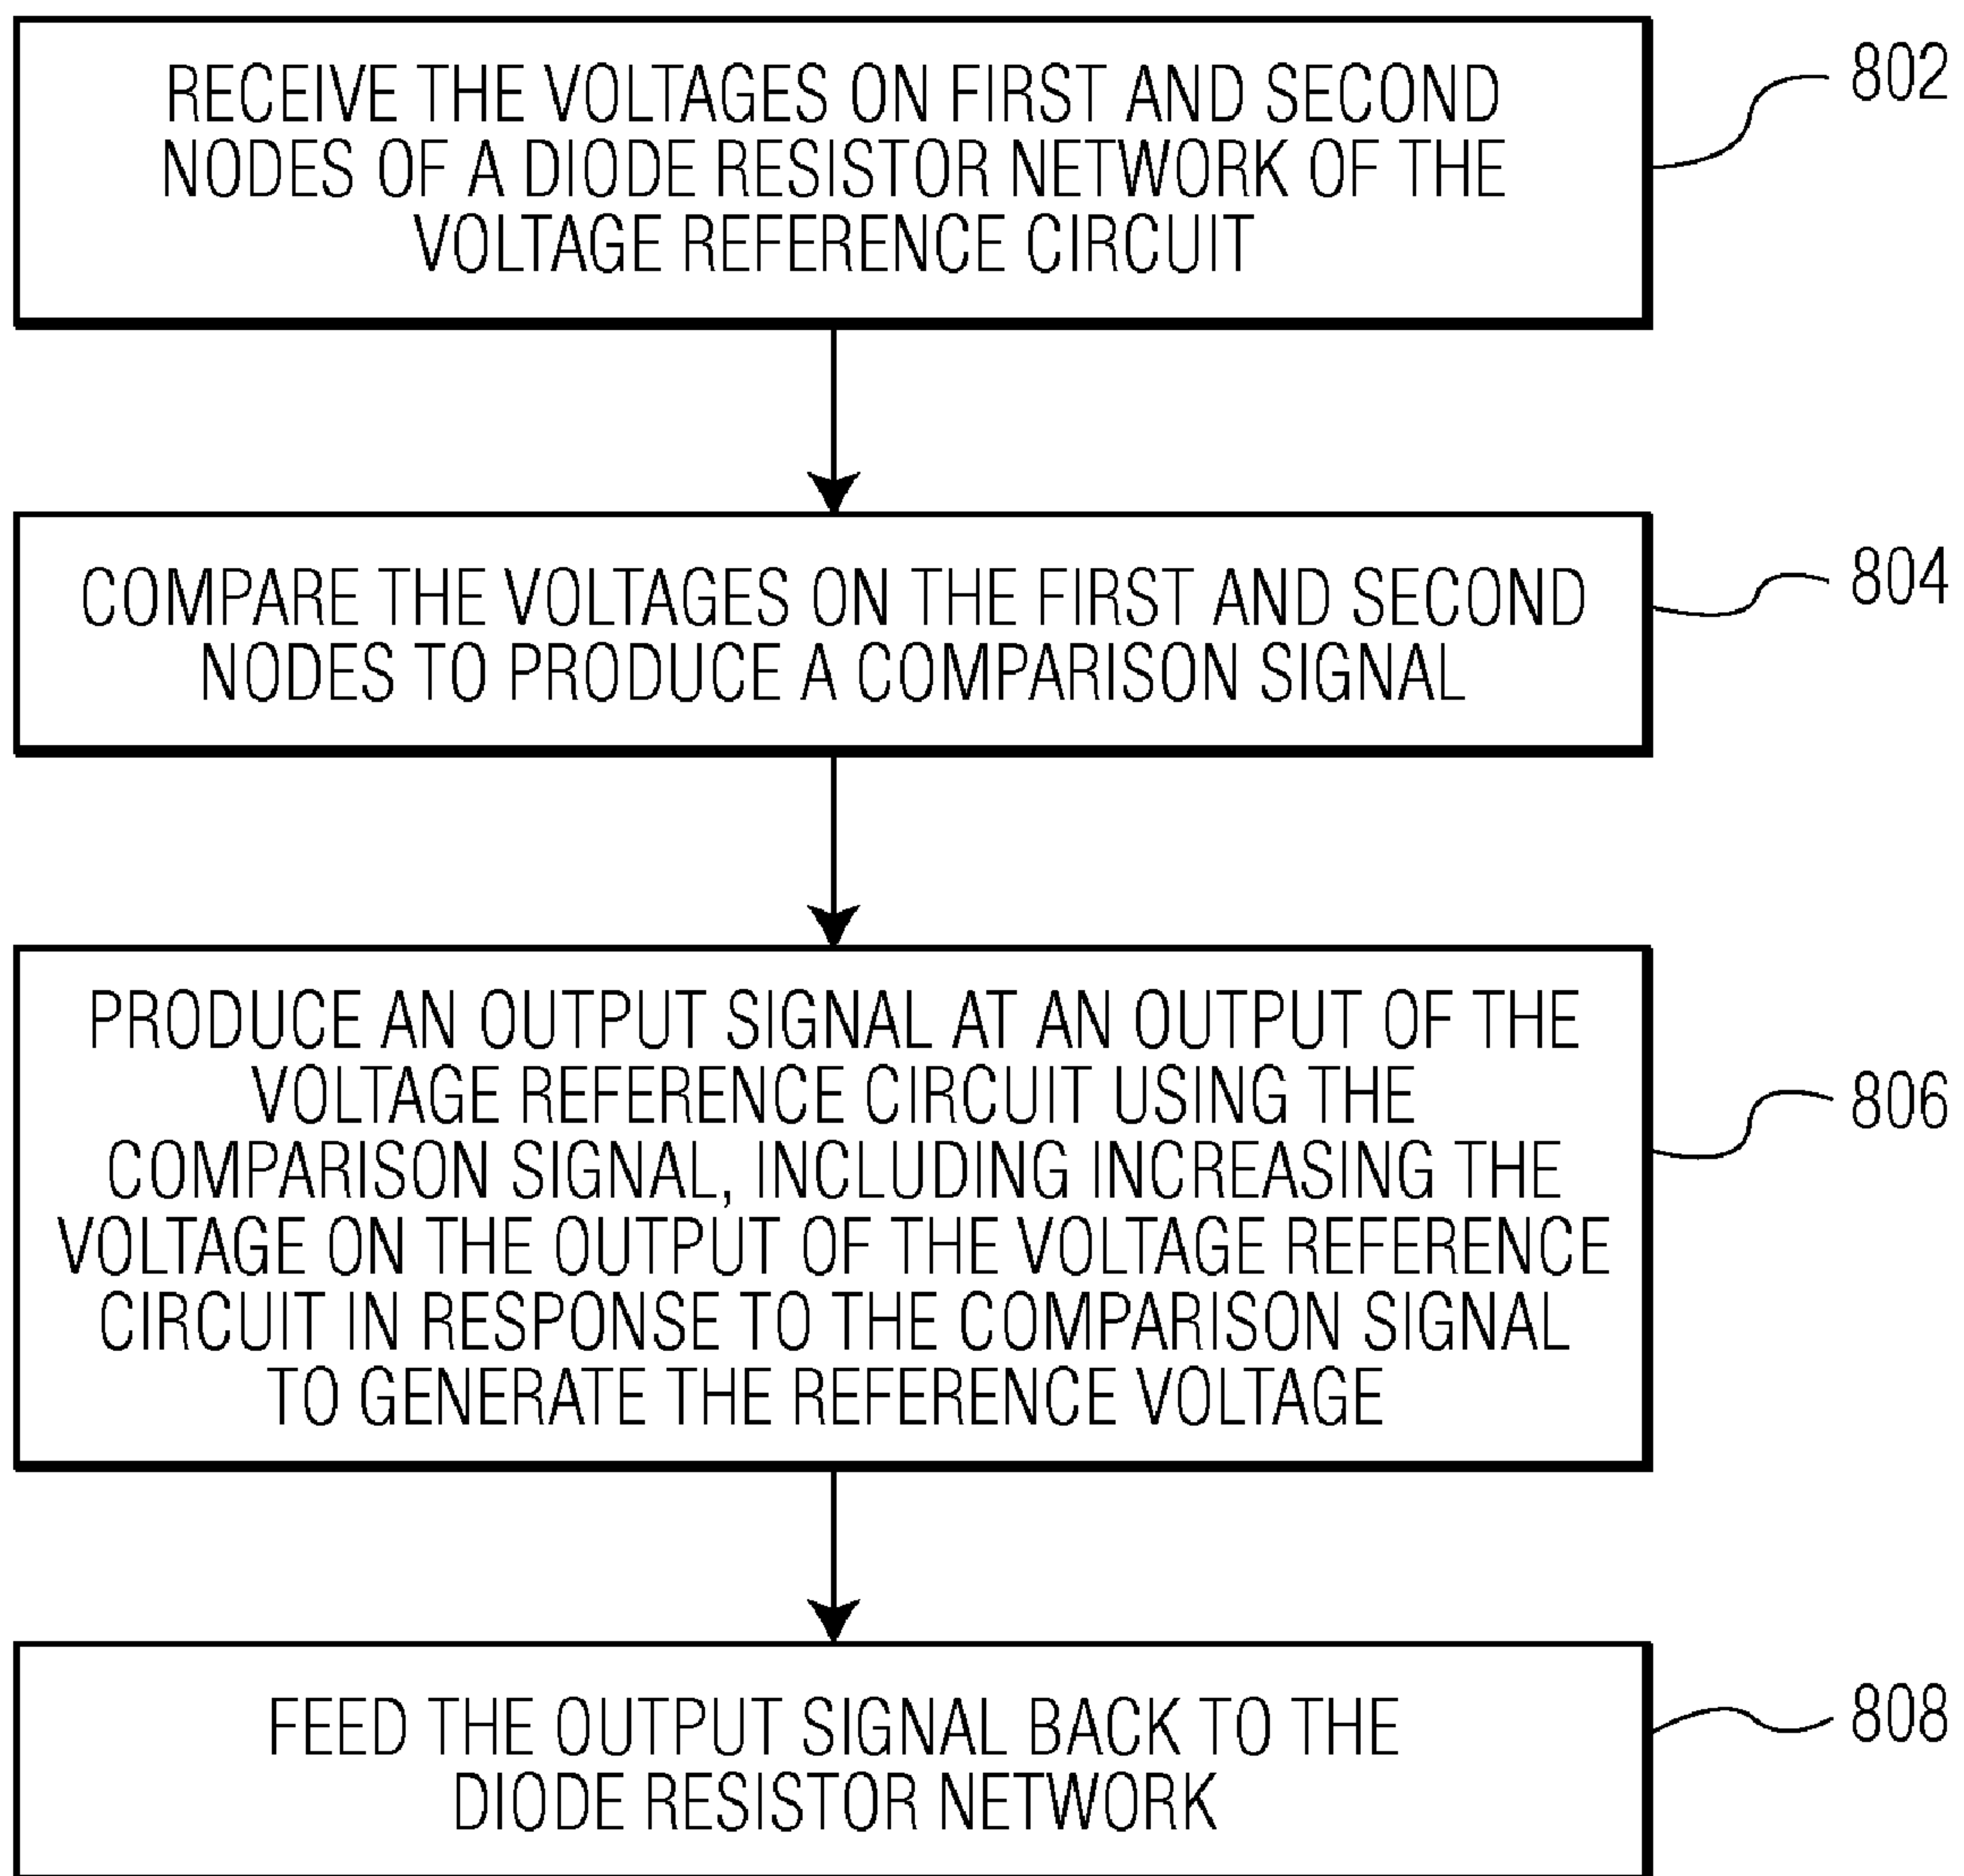 RECEIVE THE VOLTAGES ON FIRST AND SECOND
NODES OF A DIODE RESISTOR NETWORK OF THE
VOLTAGE REFERENCE CIRCUIT
802
COMPARE THE VOLTAGES ON THE FIRST AND SECOND
NODES TO PRODUCE A COMPARISON SIGNAL
804
PRODUCE AN OUTPUT SIGNAL AT AN OUTPUT OF THE
VOLTAGE REFERENCE CIRCUIT USING THE
COMPARISON SIGNAL, INCLUDING INCREASING THE
VOLTAGE ON THE OUTPUT OF THE VOLTAGE REFERENCE
CIRCUIT IN RESPONSE TO THE COMPARISON SIGNAL
TO GENERATE THE REFERENCE VOLTAGE
806
FEED THE OUTPUT SIGNAL BACK TO THE
DIODE RESISTOR NETWORK
808